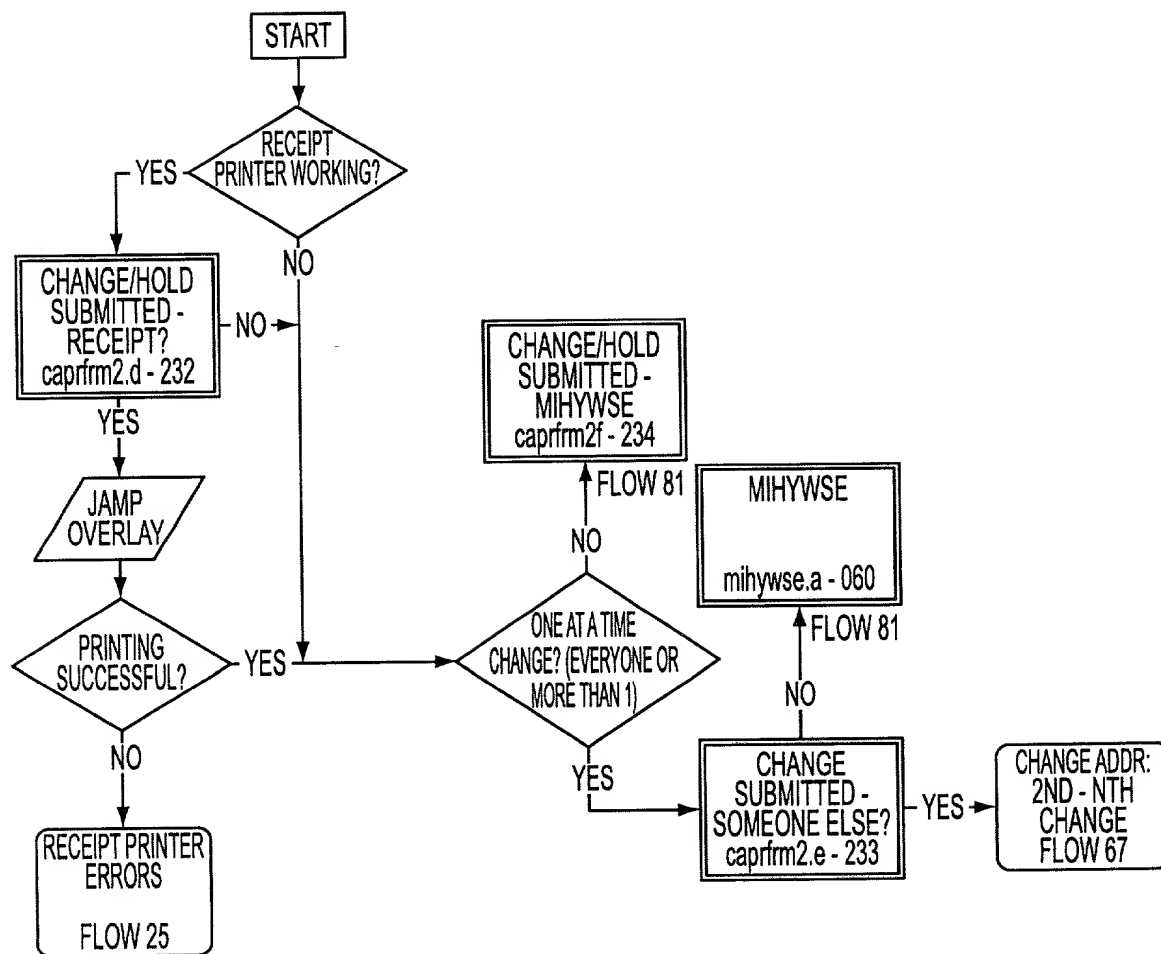 START
RECEIPT
PRINTER WORKING?
YES
NO
CHANGE/HOLD
SUBMITTED -
RECEIPT?
caprfrm2.d - 232
NO
YES
JAMP
OVERLAY
PRINTING
SUCCESSFUL?
YES
NO
RECEIPT PRINTER
ERRORS
FLOW 25
CHANGE/HOLD
SUBMITTED -
MIHYWSE
caprfrm2f - 234
FLOW 81
NO
ONE AT A TIME
CHANGE? (EVERYONE OR
MORE THAN 1)
YES
MIHYWSE
mihywse.a - 060
FLOW 81
NO
CHANGE
SUBMITTED -
SOMEONE ELSE?
caprfrm2.e - 233
YES
CHANGE ADDR:
2ND - NTH
CHANGE
FLOW 67